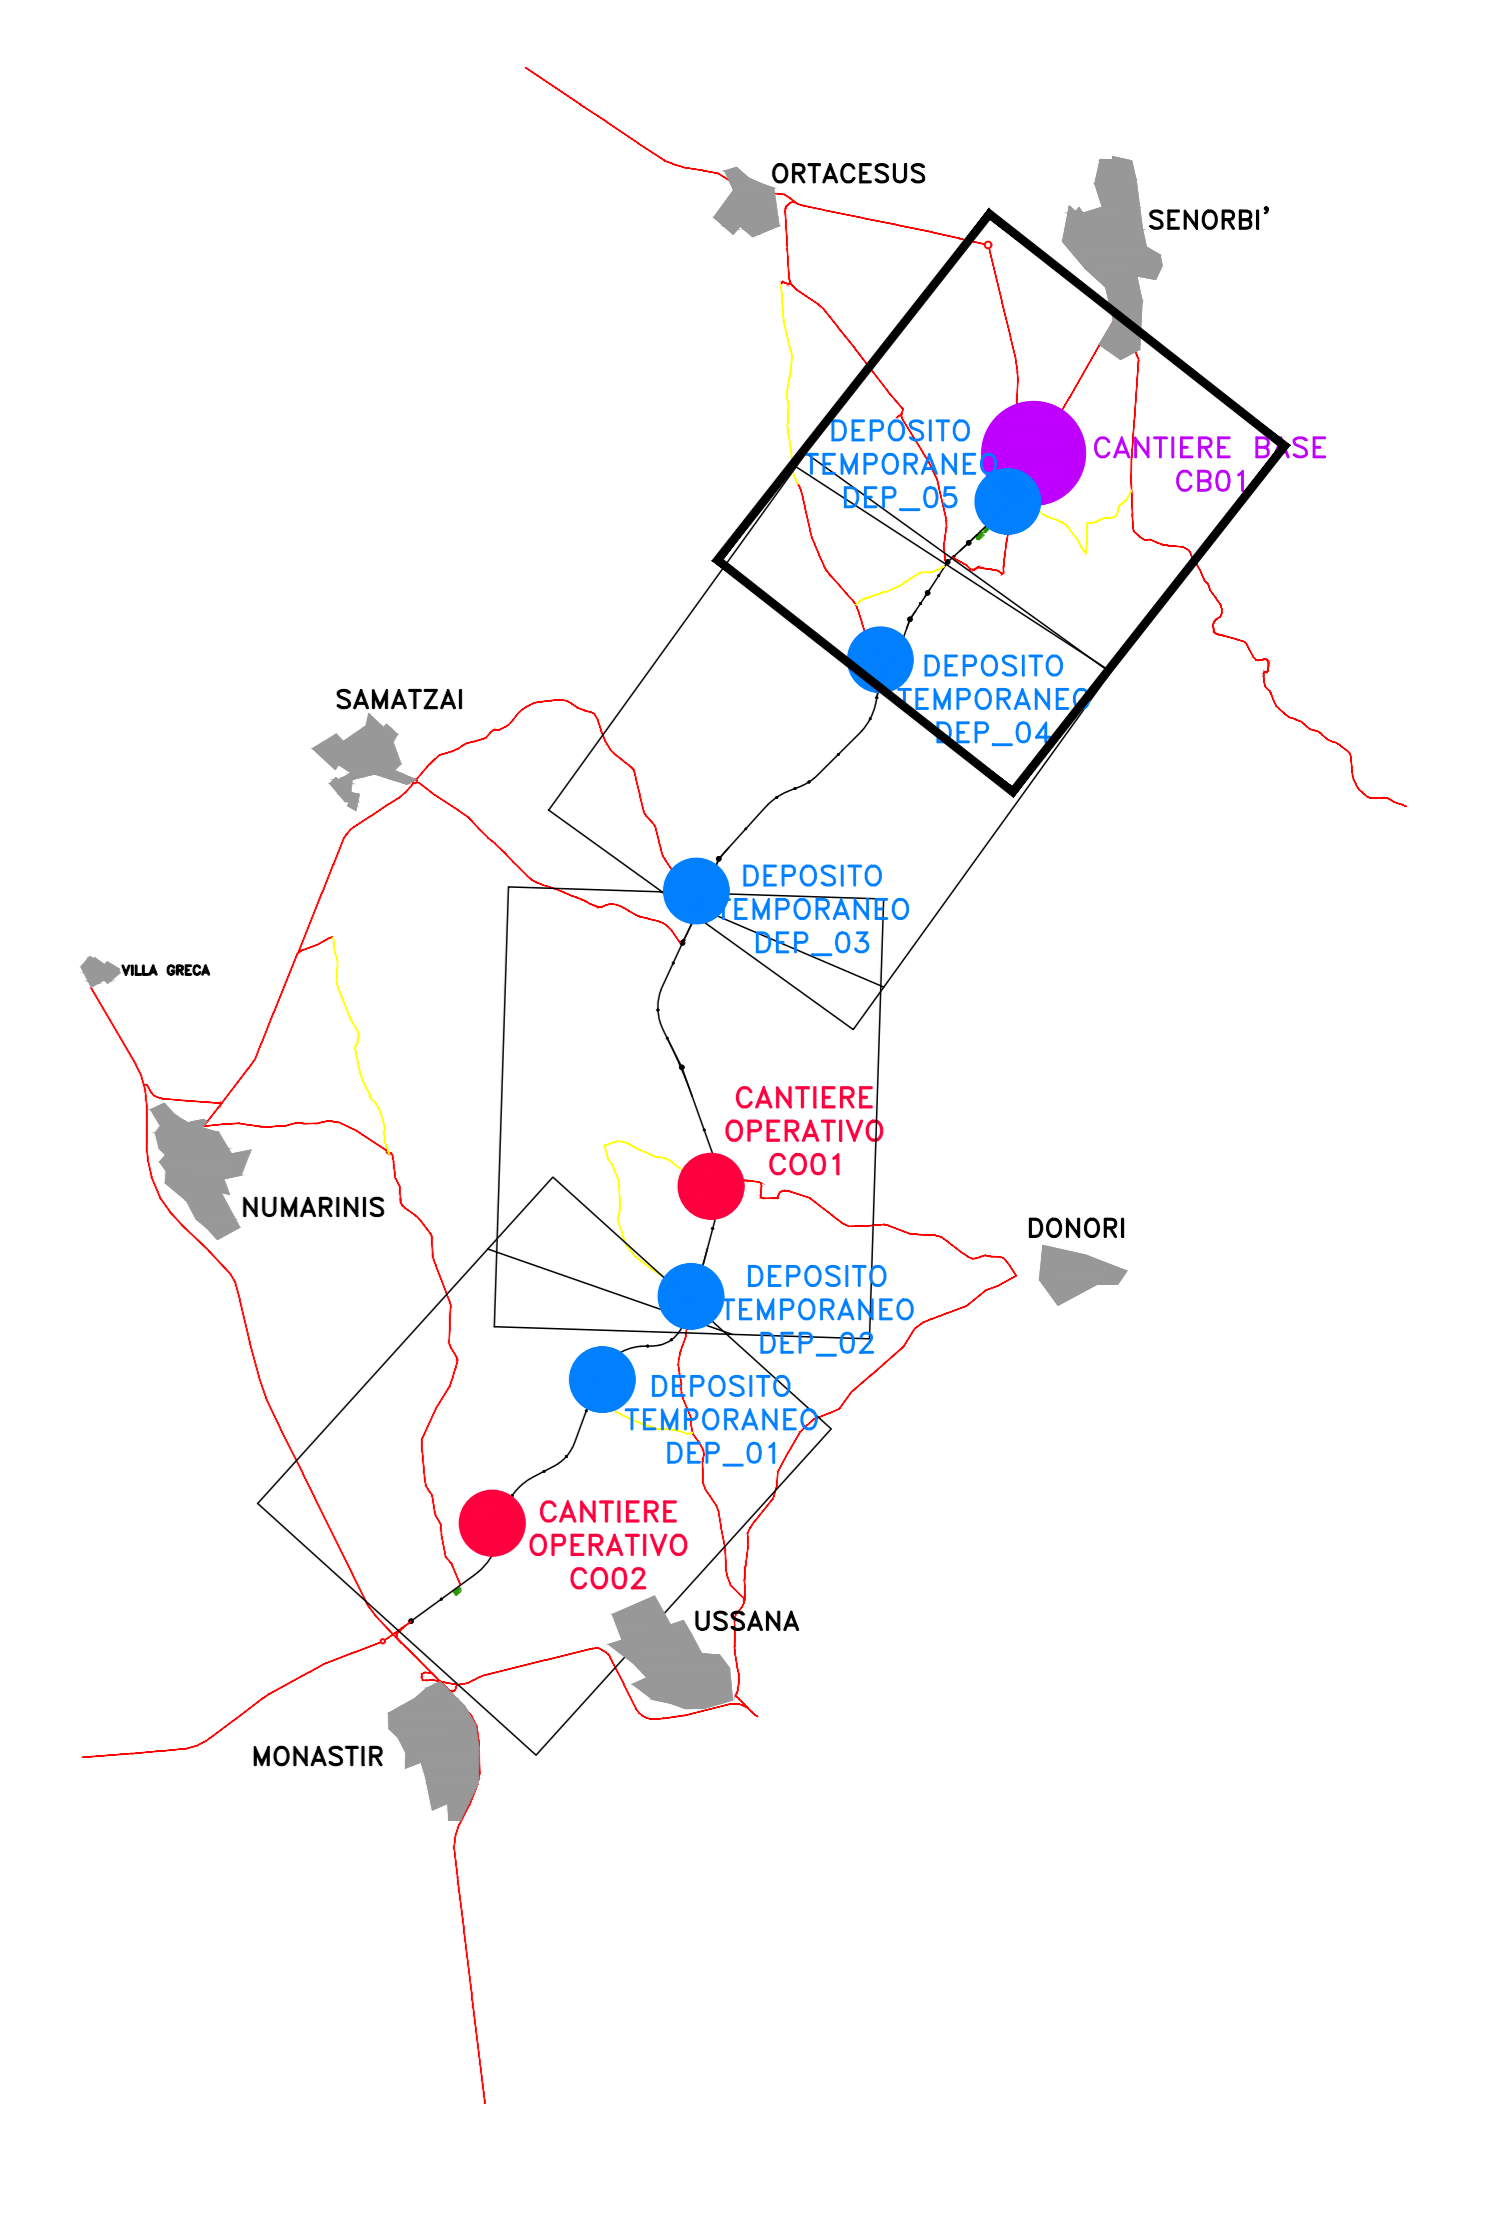 ORTACESUS
SENORBI'
DEPOSITO
TEMPORANEO
DEP_05
CANTIERE BASE
CB01
DEPOSITO
TEMPORANEO
DEP_04
SAMATZAI
DEPOSITO
TEMPORANEO
DEP_03
VILLA GRECA
CANTIERE
OPERATIVO
CO01
NUMARINIS
DONORI
DEPOSITO
TEMPORANEO
DEP_02
DEPOSITO
TEMPORANEO
DEP_01
CANTIERE
OPERATIVO
CO02
USSANA
MONASTIR